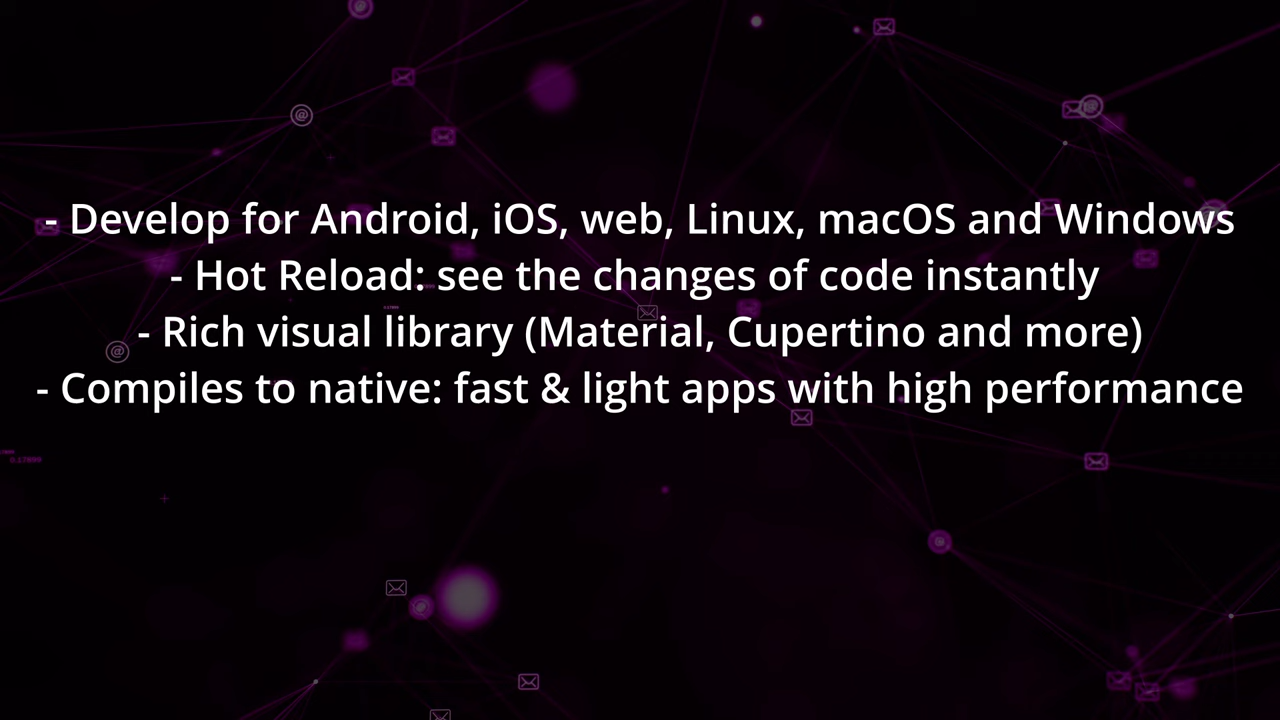 - Develop for Android, iOS, web, Linux, macOS and Windows
- Hot Reload: see the changes of code instantly
- Rich visual library (Material, Cupertino and more)
- Compiles to native: fast & light apps with high performance